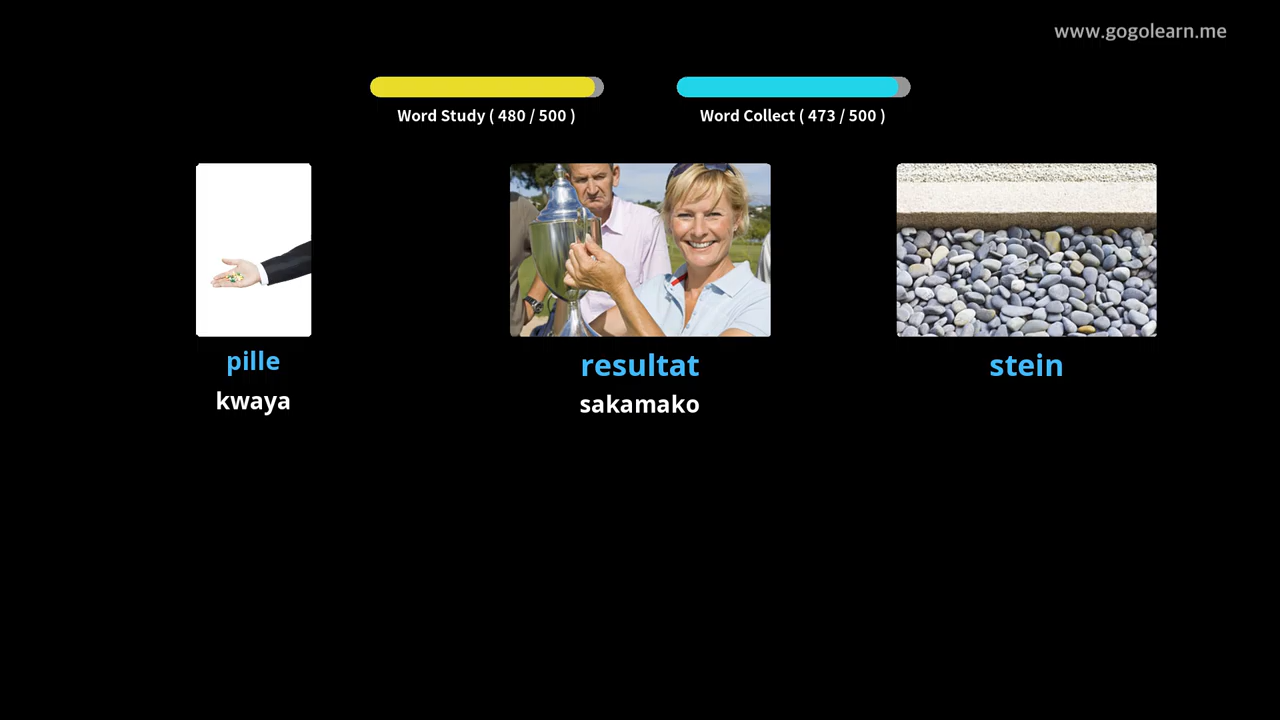 www.gogolearn.me
Word Study ( 480 / 500 )
Word Collect ( 473 / 500 )
pille
kwaya
resultat
sakamako
stein